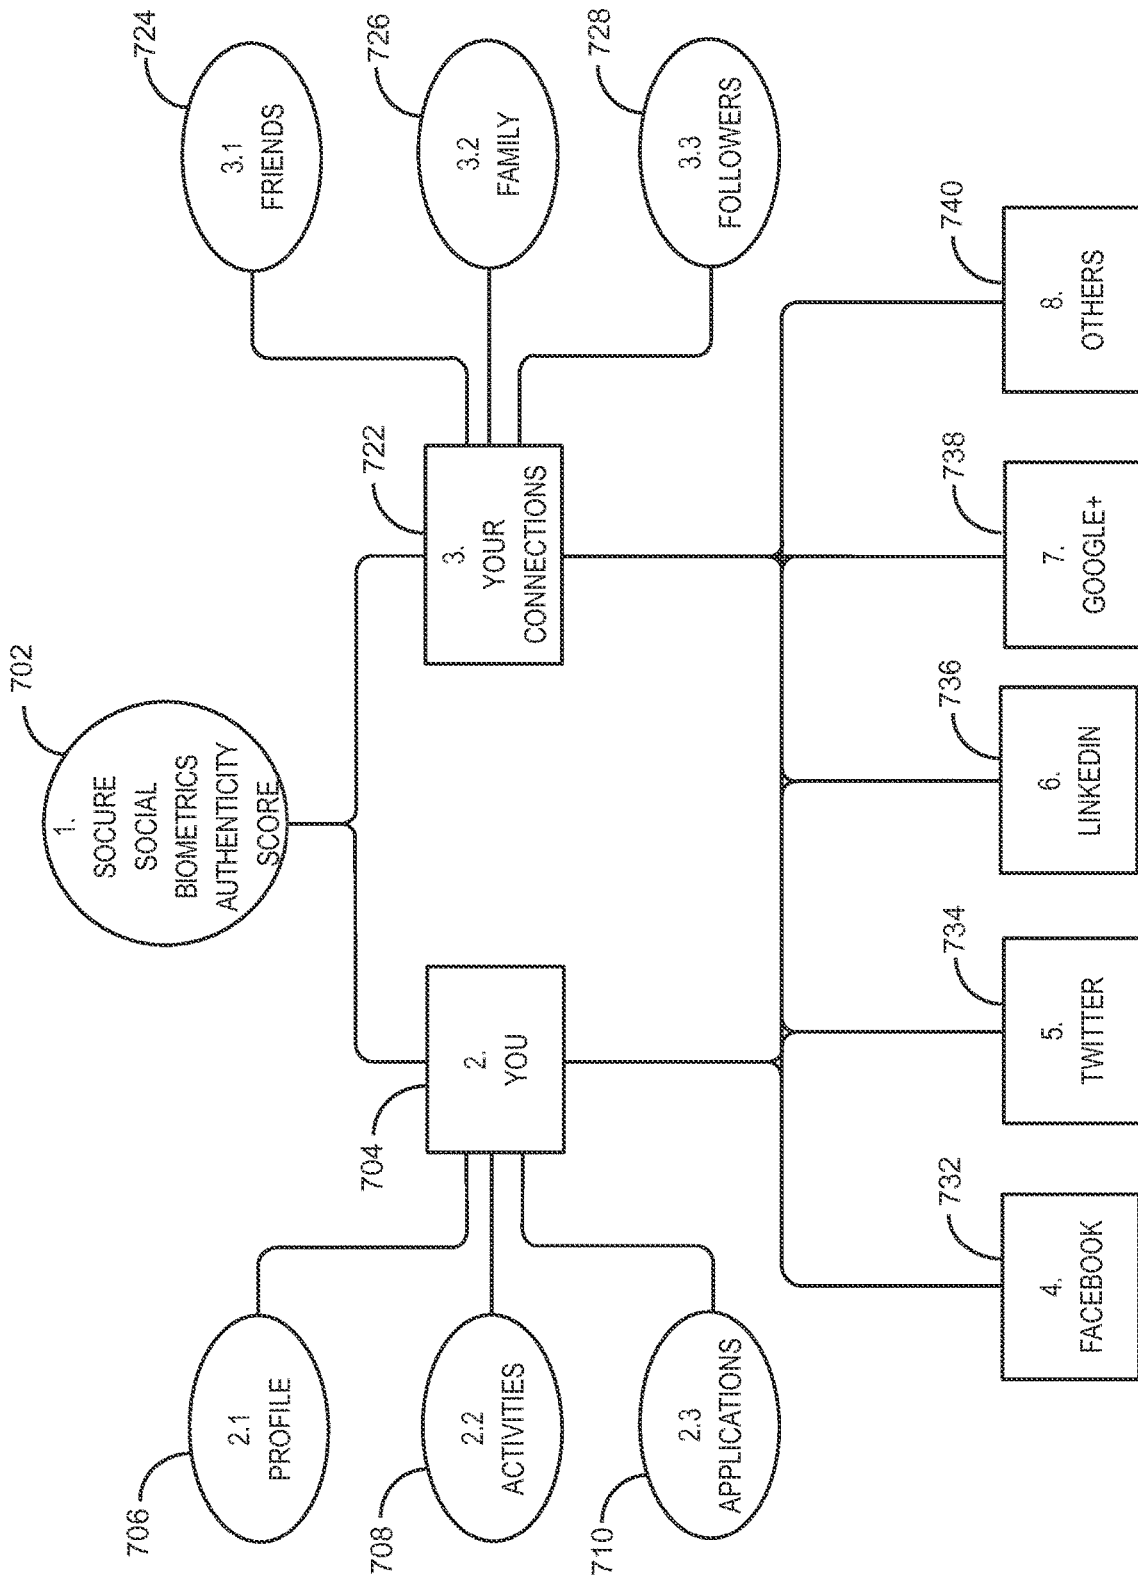 702
1.
SOCURE
SOCIAL
BIOMETRICS
AUTHENTICITY
SCORE
706
2.1
PROFILE
708
2.2
ACTIVITIES
710
2.3
APPLICATIONS
704
2.
YOU
722
3.
YOUR
CONNECTIONS
724
3.1
FRIENDS
726
3.2
FAMILY
728
3.3
FOLLOWERS
732
4.
FACEBOOK
734
5.
TWITTER
736
6.
LINKEDIN
738
7.
GOOGLE+
740
8.
OTHERS